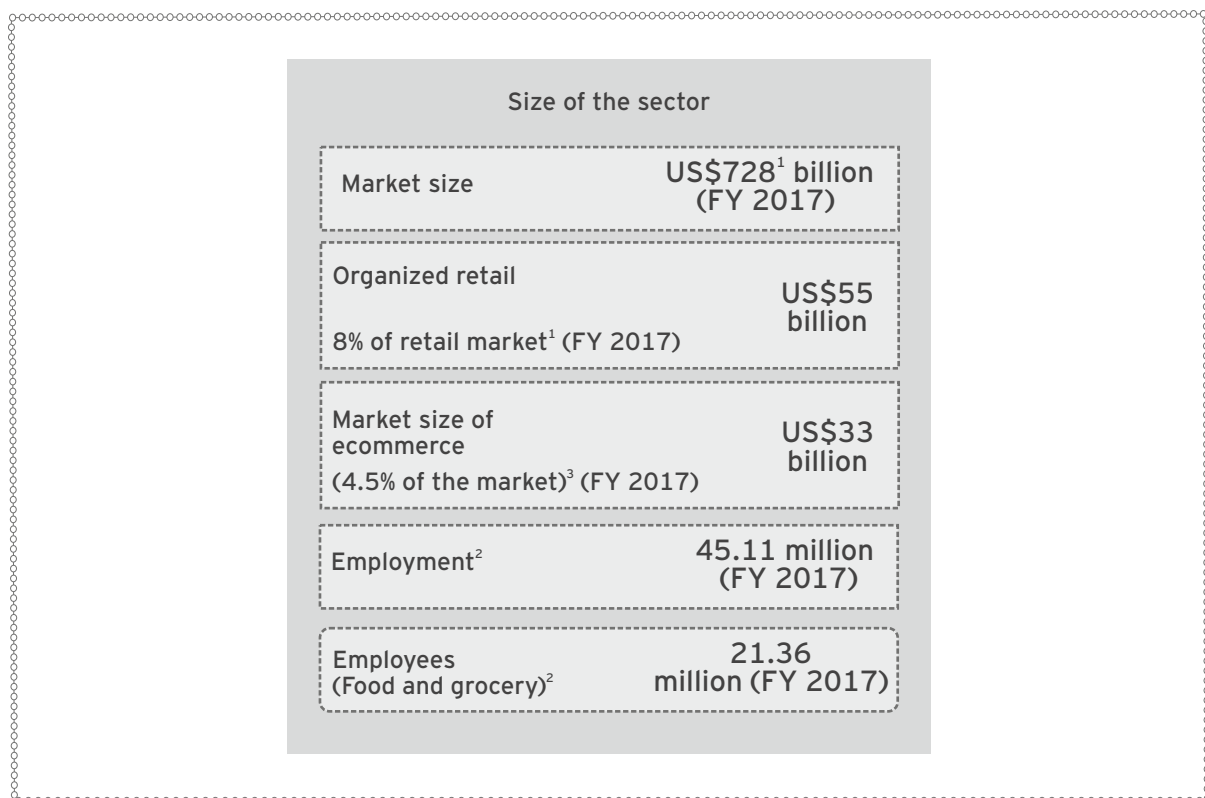 Size of the sector
Market size
US$728¹ billion
(FY 2017)
Organized retail
8% of retail market¹ (FY 2017)
US$55
billion
Market size of
ecommerce
(4.5% of the market)³ (FY 2017)
US$33
billion
Employment²
45.11 million
(FY 2017)
Employees
(Food and grocery)²
21.36
million (FY 2017)